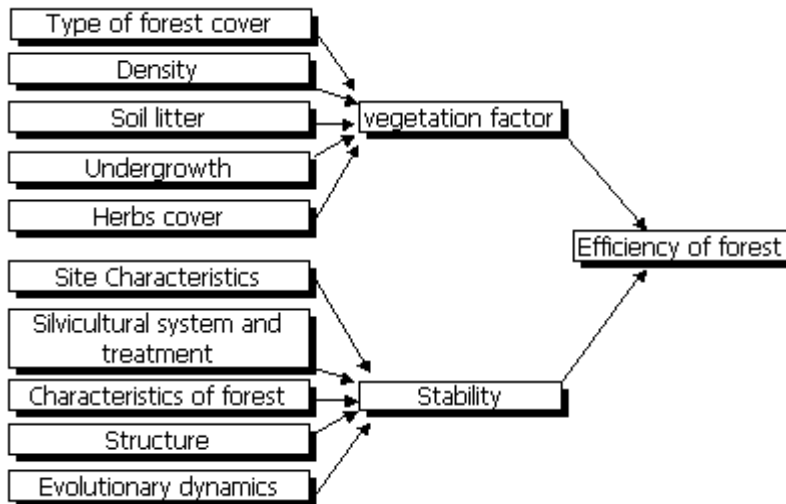 Type of forest cover
Density
Soil litter
vegetation factor
Undergrowth
Herbs cover
Efficiency of forest
Site Characteristics
Silvicultural system and
treatment
Characteristics of forest
Stability
Structure
Evolutionary dynamics